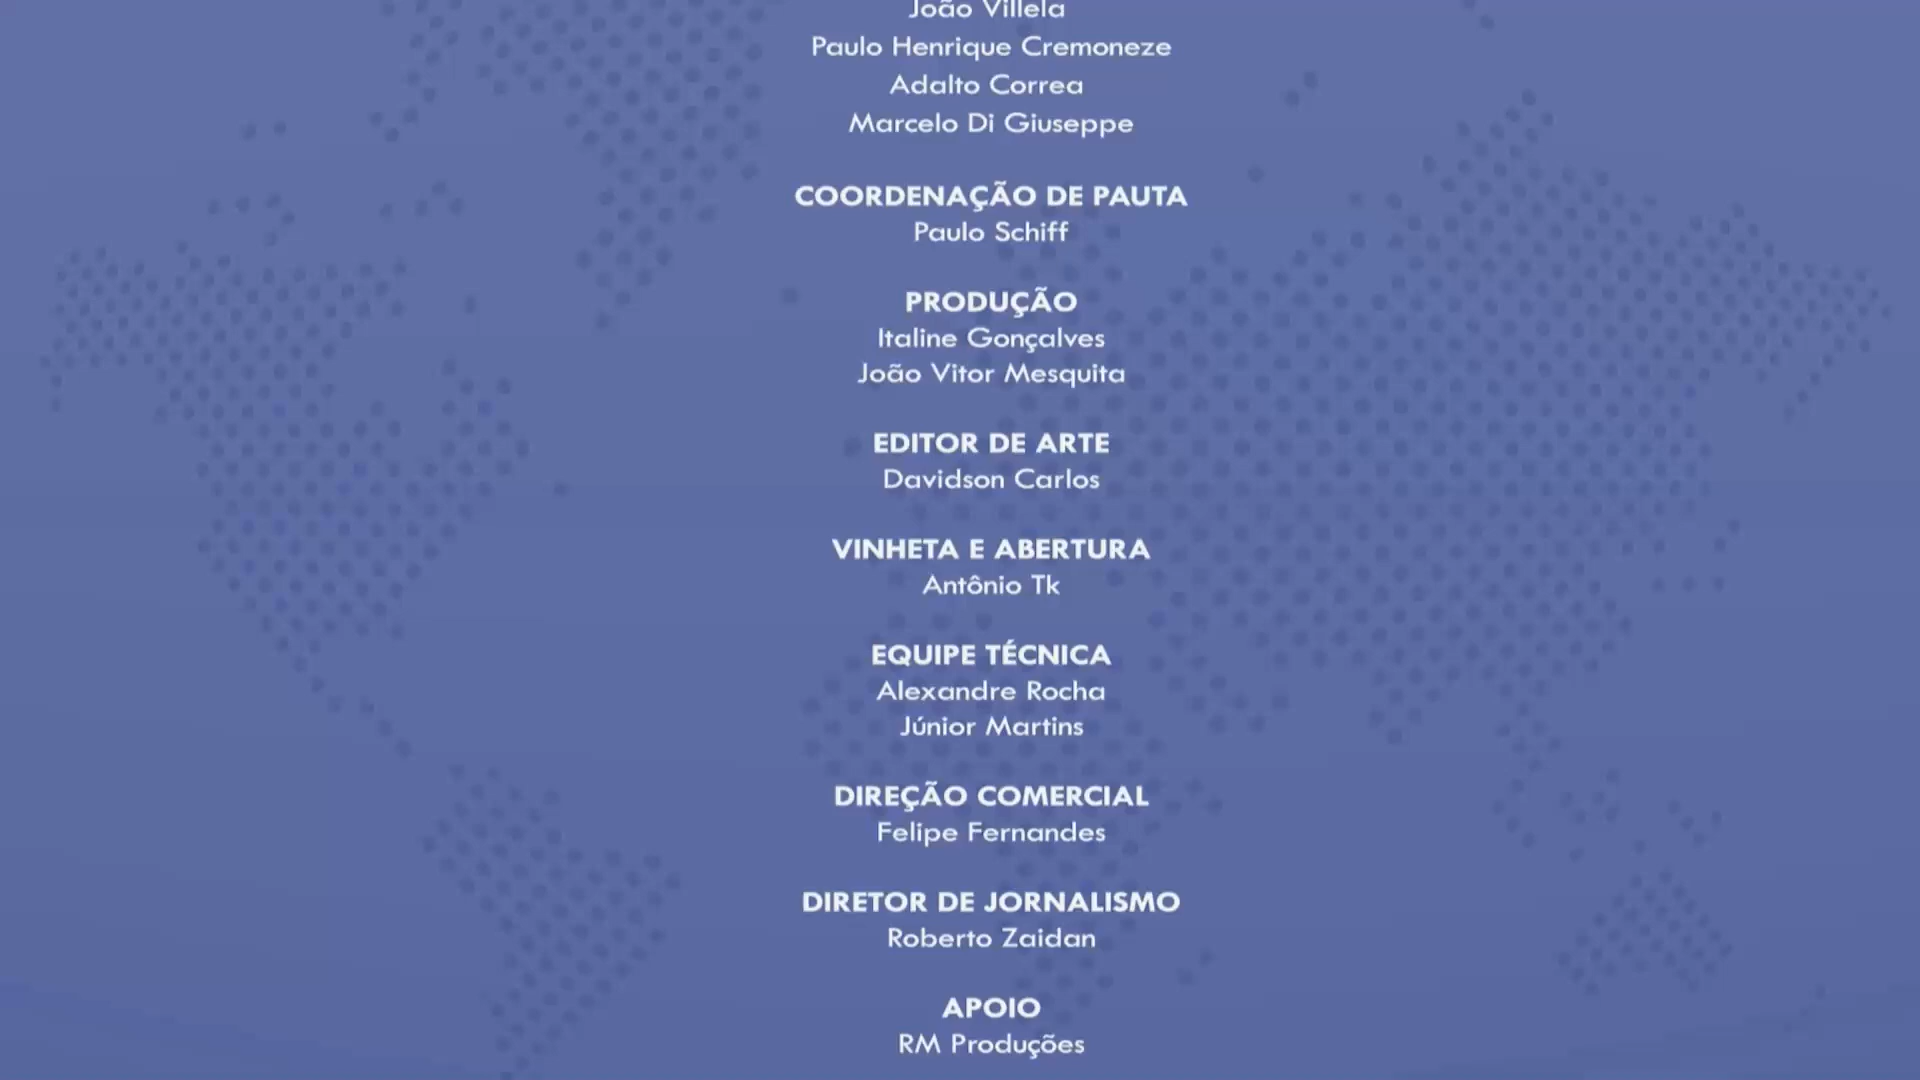 João Villela
Paulo Henrique Cremoneze
Adalto Correa
Marcelo Di Giuseppe
COORDENAÇÃO DE PAUTA
Paulo Schiff
PRODUÇÃO
Italine Gonçalves
João Vitor Mesquita
EDITOR DE ARTE
Davidson Carlos
VINHETA E ABERTURA
Antônio Tk
EQUIPE TÉCNICA
Alexandre Rocha
Júnior Martins
DIREÇÃO COMERCIAL
Felipe Fernandes
DIRETOR DE JORNALISMO
Roberto Zaidan
APOIO
RM Produções